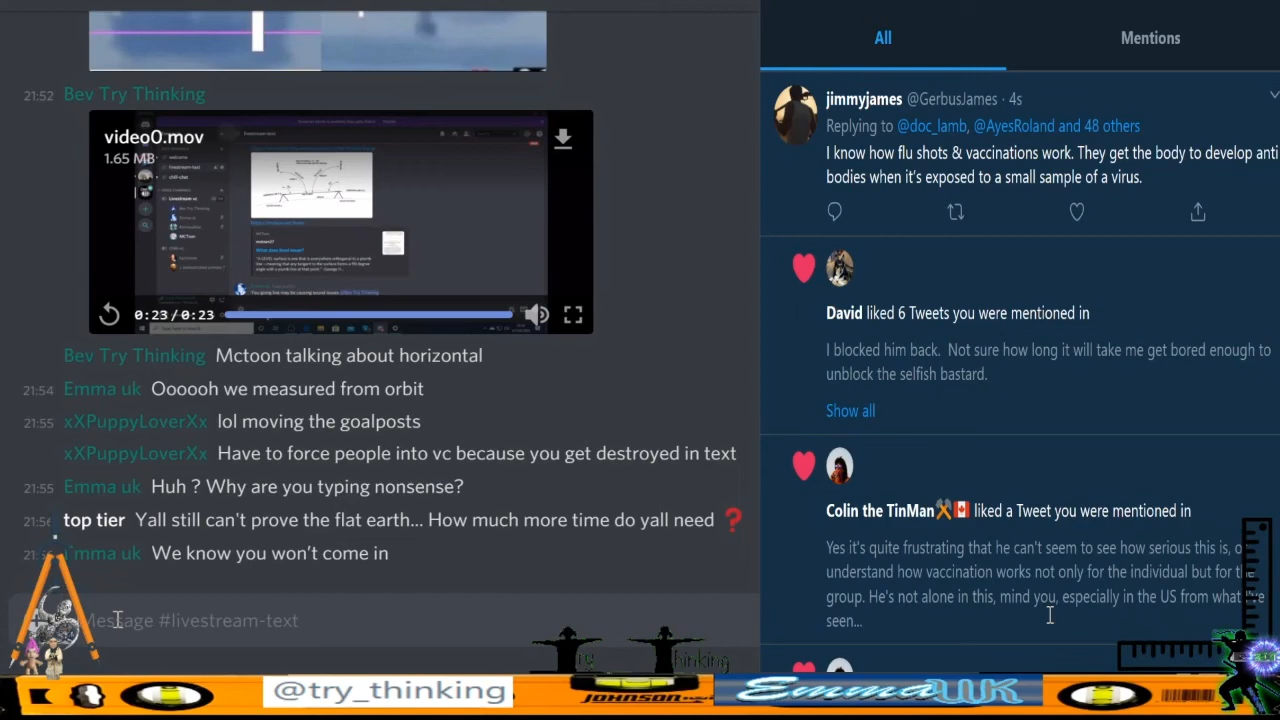 21:52 Bev Try Thinking
video0.mov
1.65 MB
0:23/0:23
Bev Try Thinking Mctoon talking about horizontal
21:54 Emma uk Oooooh we measured from orbit
21:55 xXPuppyLoverXx lol moving the goalposts
xXPuppyLoverXx Have to force people into vc because you get destroyed in text
21:55 Emma uk Huh ? Why are you typing nonsense?
top tier Yall still can't prove the flat earth... How much more time do yall need ❓
Emma uk We know you won't come in
Message #livestream-text
All
Mentions
jimmyjames @GerbusJames · 4s
Replying to @doc_lamb, @AyesRoland and 48 others
I know how flu shots & vaccinations work. They get the body to develop anti
bodies when it's exposed to a small sample of a virus.
David liked 6 Tweets you were mentioned in
I blocked him back. Not sure how long it will take me get bored enough to
unblock the selfish bastard.
Show all
Colin the TinMan liked a Tweet you were mentioned in
Yes it's quite frustrating that he can't seem to see how serious this is, o
understand how vaccination works not only for the individual but for the
group. He's not alone in this, mind you, especially in the US from what I've
seen...
Try Thinking
@try_thinking
JOHNSON
EmmaUK